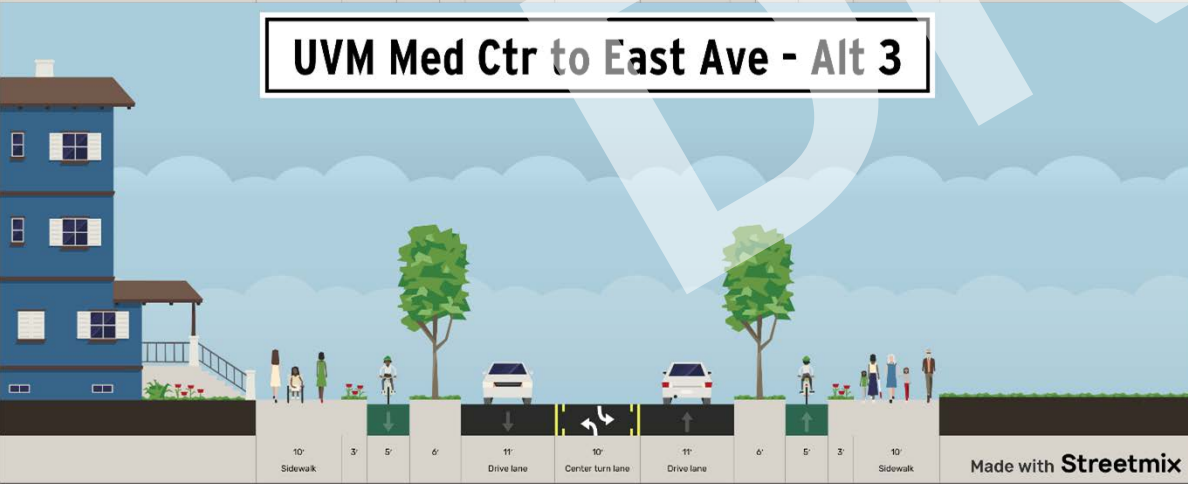 UVM Med Ctr to East Ave - Alt 3
10' 3' 5' 6' 11' 10' 11' 6' 5' 3' 10'
Sidewalk Drive lane Center turn lane Drive lane Sidewalk
Made with Streetmix